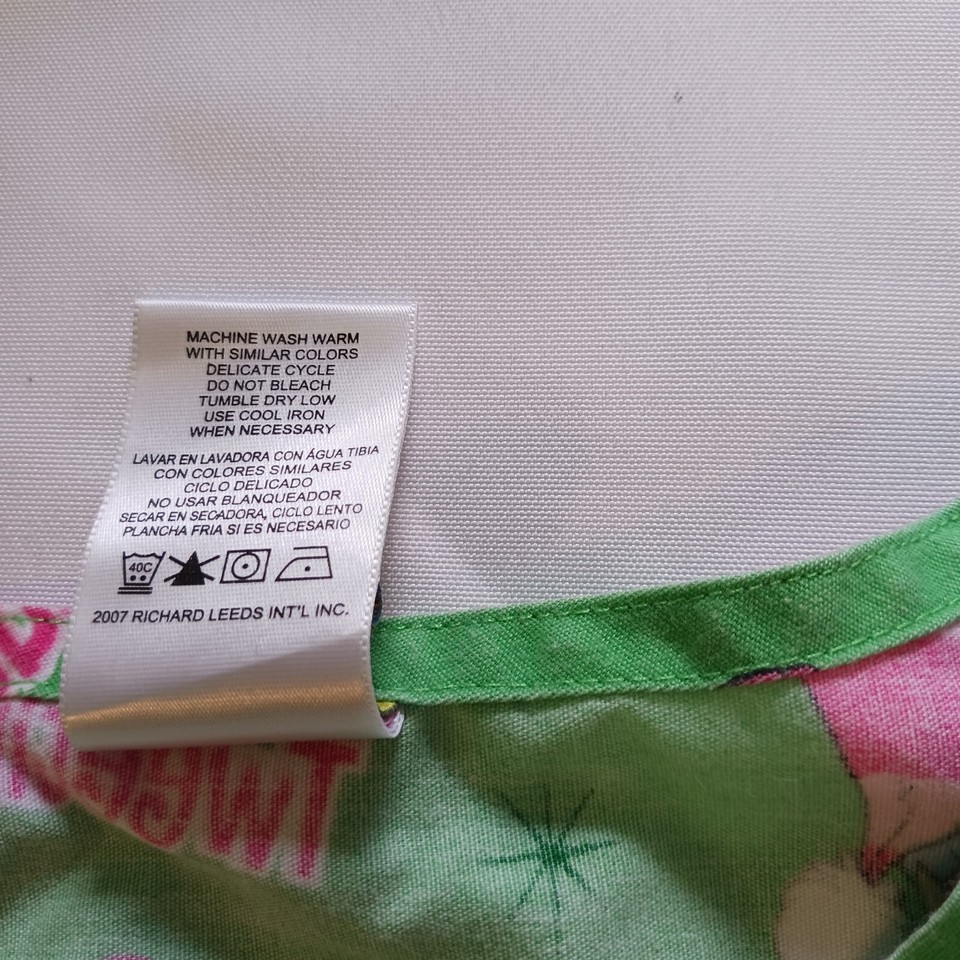 MACHINE WASH WARM
WITH SIMILAR COLORS
DELICATE CYCLE
DO NOT BLEACH
TUMBLE DRY LOW
USE COOL IRON
WHEN NECESSARY
LAVAR EN LAVADORA CON ÁGUA TIBIA
CON COLORES SIMILARES
CICLO DELICADO
NO USAR BLANQUEADOR
SECAR EN SECADORA, CICLO LENTO
PLANCHA FRIA SI ES NECESARIO
40C
2007 RICHARD LEEDS INT'L INC.